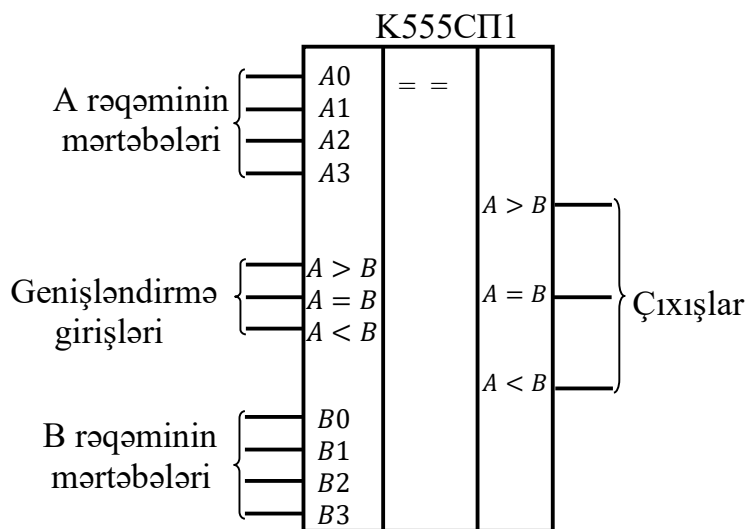 К555СП1
A rəqəminin
mərtəbələri
A0
A1
A2
A3
= =
Genişləndirmə
girişləri
A > B
A = B
A < B
B rəqəminin
mərtəbələri
B0
B1
B2
B3
A > B
A = B
A < B
Çıxışlar